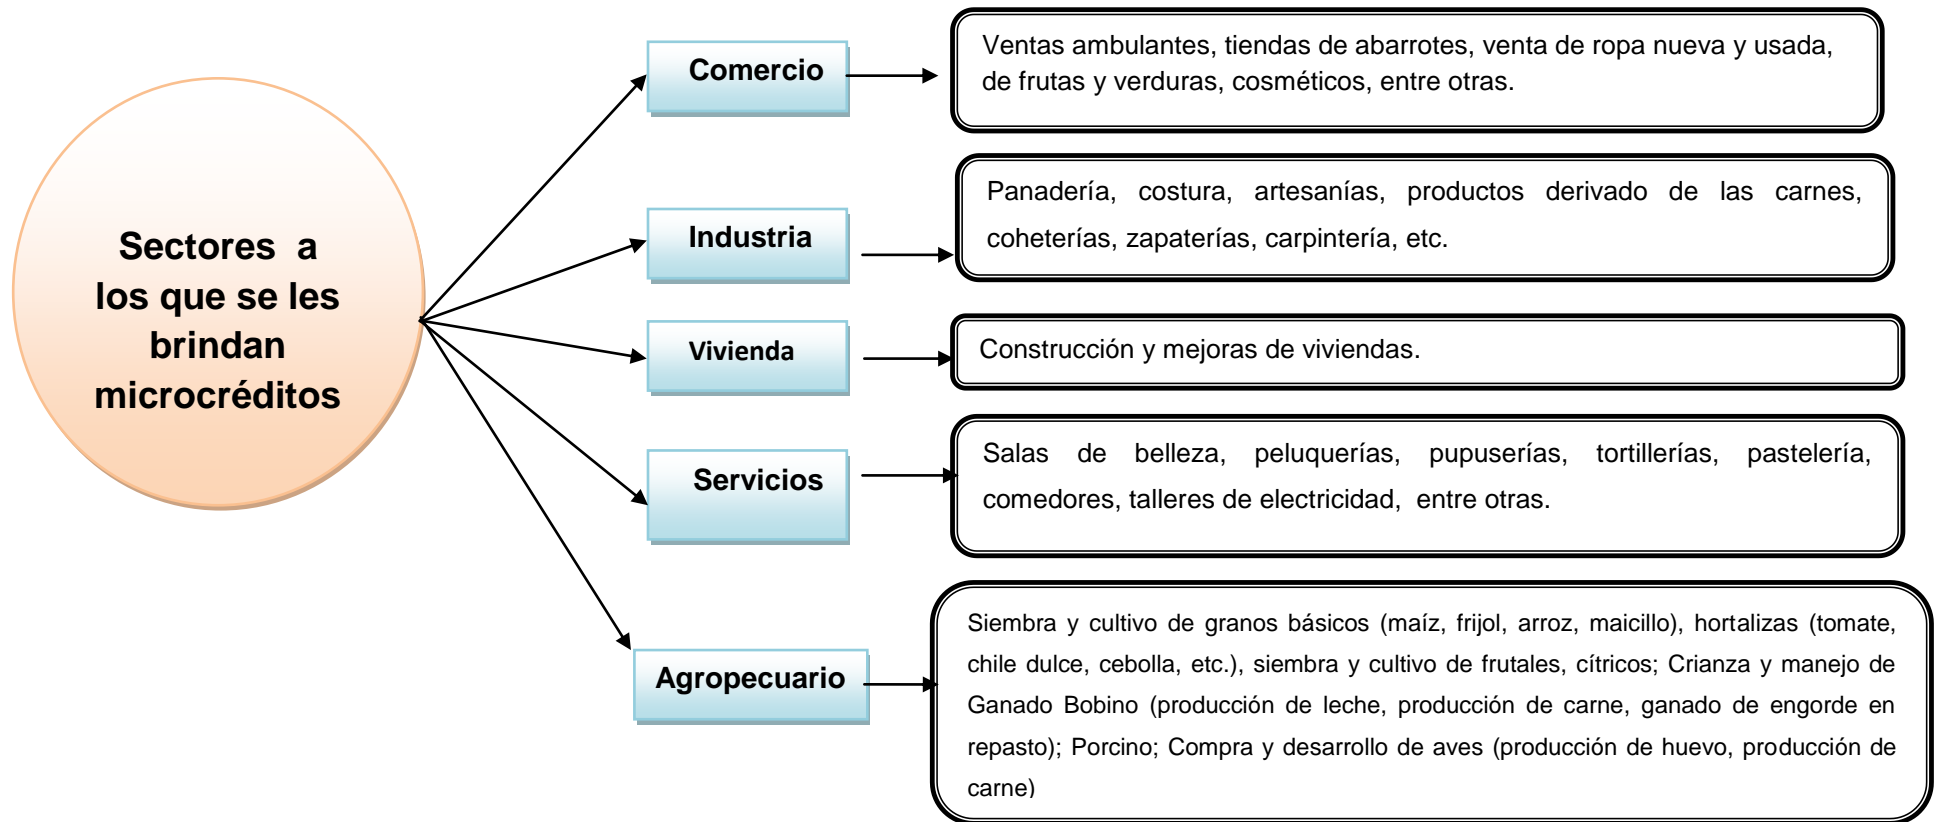 Sectores a
los que se les
brindan
microcréditos
Comercio
Ventas ambulantes, tiendas de abarrotes, venta de ropa nueva y usada,
de frutas y verduras, cosméticos, entre otras.
Industria
Panadería, costura, artesanías, productos derivado de las carnes,
coheterías, zapaterías, carpintería, etc.
Vivienda
Construcción y mejoras de viviendas.
Servicios
Salas de belleza, peluquerías, pupuserías, tortillerías, pastelería,
comedores, talleres de electricidad, entre otras.
Agropecuario
Siembra y cultivo de granos básicos (maíz, frijol, arroz, maicillo), hortalizas (tomate,
chile dulce, cebolla, etc.), siembra y cultivo de frutales, cítricos; Crianza y manejo de
Ganado Bobino (producción de leche, producción de carne, ganado de engorde en
repasto); Porcino; Compra y desarrollo de aves (producción de huevo, producción de
carne)